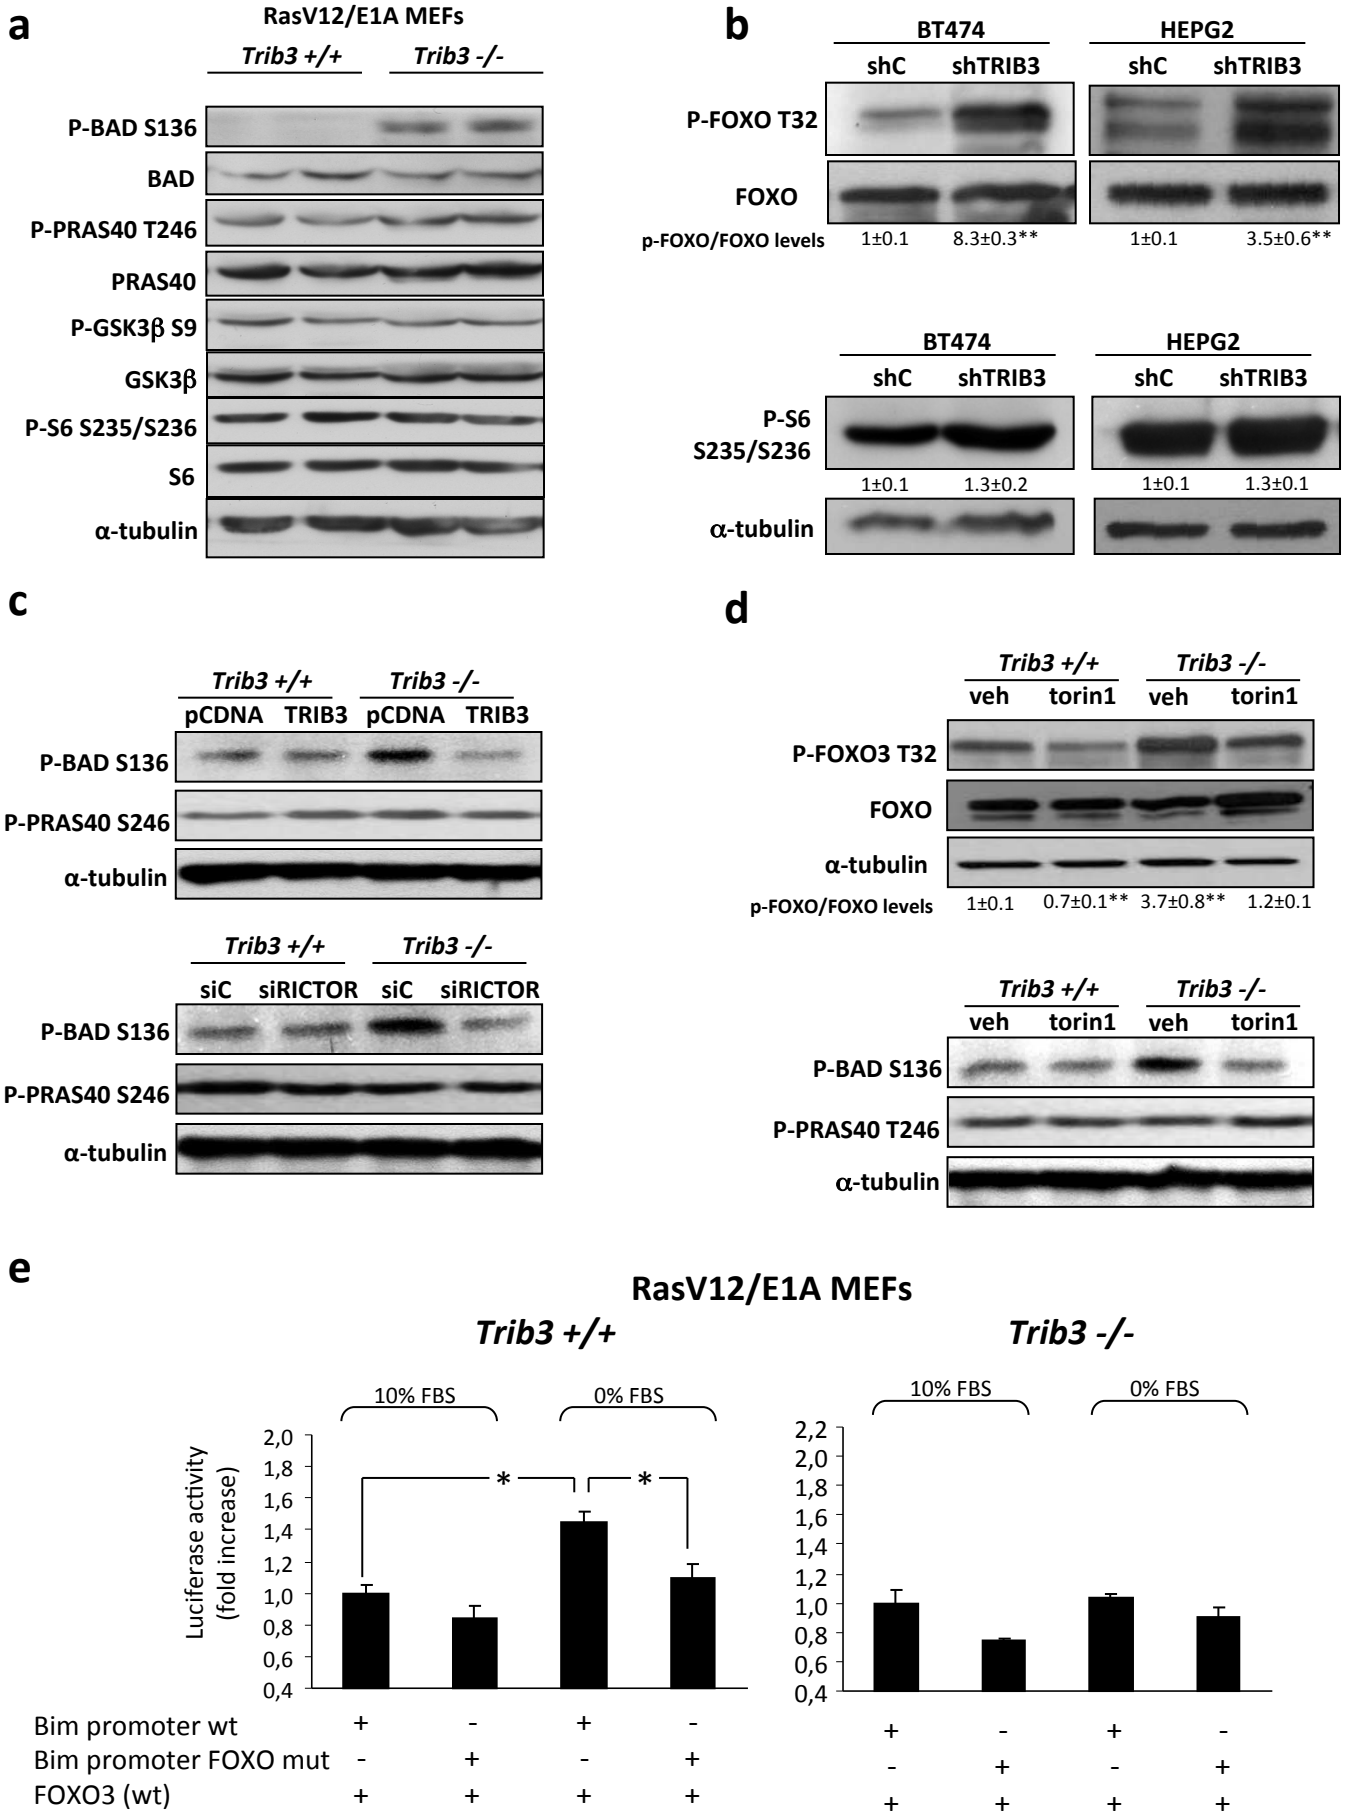 a
RasV12/E1A MEFs
Trib3 +/+ Trib3 -/-
P-BAD S136
BAD
P-PRAS40 T246
PRAS40
P-GSK3β S9
GSK3β
P-S6 S235/S236
S6
α-tubulin
b
BT474 HEPG2
shC shTRIB3 shC shTRIB3
P-FOXO T32
FOXO
p-FOXO/FOXO levels 1±0.1 8.3±0.3** 1±0.1 3.5±0.6**
BT474 HEPG2
shC shTRIB3 shC shTRIB3
P-S6
S235/S236
1±0.1 1.3±0.2 1±0.1 1.3±0.1
α-tubulin
c
Trib3 +/+ Trib3 -/-
pCDNA TRIB3 pCDNA TRIB3
P-BAD S136
P-PRAS40 S246
α-tubulin
Trib3 +/+ Trib3 -/-
siC siRICTOR siC siRICTOR
P-BAD S136
P-PRAS40 S246
α-tubulin
d
Trib3 +/+ Trib3 -/-
veh torin1 veh torin1
P-FOXO3 T32
FOXO
α-tubulin
p-FOXO/FOXO levels 1±0.1 0.7±0.1** 3.7±0.8** 1.2±0.1
Trib3 +/+ Trib3 -/-
veh torin1 veh torin1
P-BAD S136
P-PRAS40 T246
α-tubulin
e
RasV12/E1A MEFs
Trib3 +/+ Trib3 -/-
10% FBS 0% FBS 10% FBS 0% FBS
Luciferase activity
(fold increase)
2,0
1,8
1,6
1,4
1,2
1,0
0,8
0,6
0,4
* *
2,2
2,0
1,8
1,6
1,4
1,2
1,0
0,8
0,6
0,4
Bim promoter wt + - + - + - + -
Bim promoter FOXO mut - + - + - + - +
FOXO3 (wt) + + + + + + + +